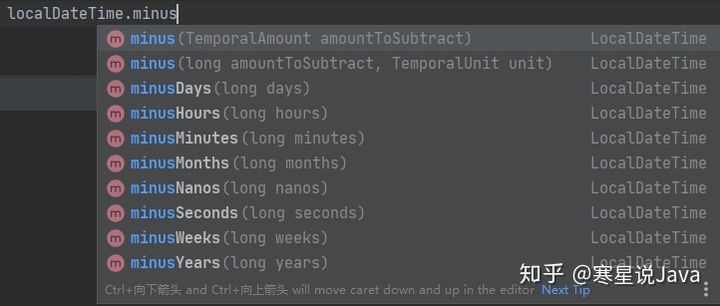 localDateTime.minus
m minus(TemporalAmount amountToSubtract) LocalDateTime
m minus(long amountToSubtract, TemporalUnit unit) LocalDateTime
m minusDays(long days) LocalDateTime
m minusHours(long hours) LocalDateTime
m minusMinutes(long minutes) LocalDateTime
m minusMonths(long months) LocalDateTime
m minusNanos(long nanos) LocalDateTime
m minusSeconds(long seconds) LocalDateTime
m minusWeeks(long weeks) LocalDateTime
m minusYears(long years) LocalDateTime
Ctrl+向下箭头 and Ctrl+向上箭头 will move caret down and up in the editor Next Tip
知乎 @寒星说Java